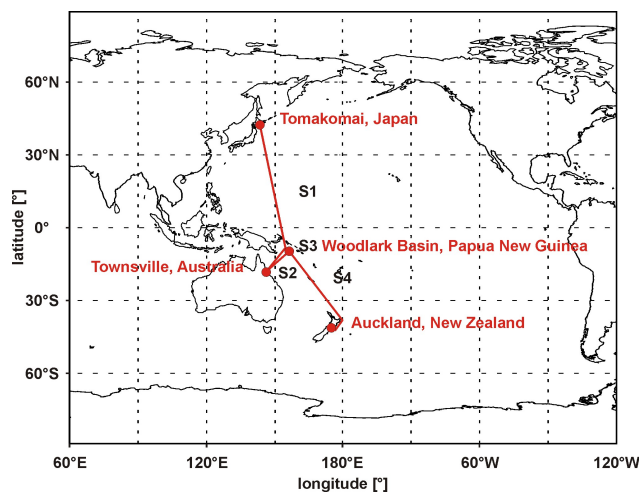 60°N
Tomakomai, Japan
30°N
S1
latitude [°]
0°
S3 Woodlark Basin, Papua New Guinea
Townsville, Australia
S2
S4
30°S
Auckland, New Zealand
60°S
60°E 120°E 180°E 60°W 120°W
longitude [°]